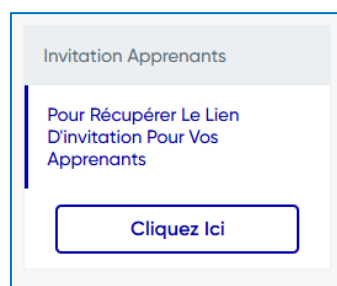 Invitation Apprenants
Pour Récupérer Le Lien
D'invitation Pour Vos
Apprenants
Cliquez Ici